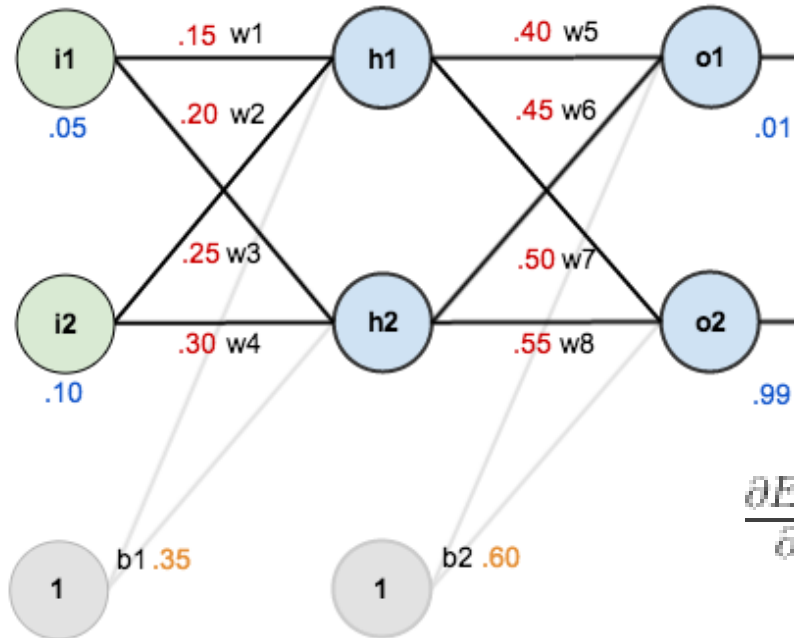 .15 w1
.40 w5
i1
h1
o1
.20 w2
.45 w6
.05
.01
.25 w3
.50 w7
i2
h2
o2
.30 w4
.55 w8
.10
.99
∂E
∂
b1 .35
b2 .60
1
1